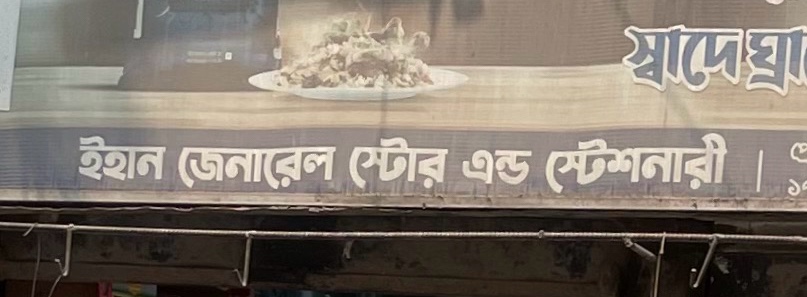 স্বাদে
ইহান জেনারেল স্টোর এন্ড স্টেশনারী